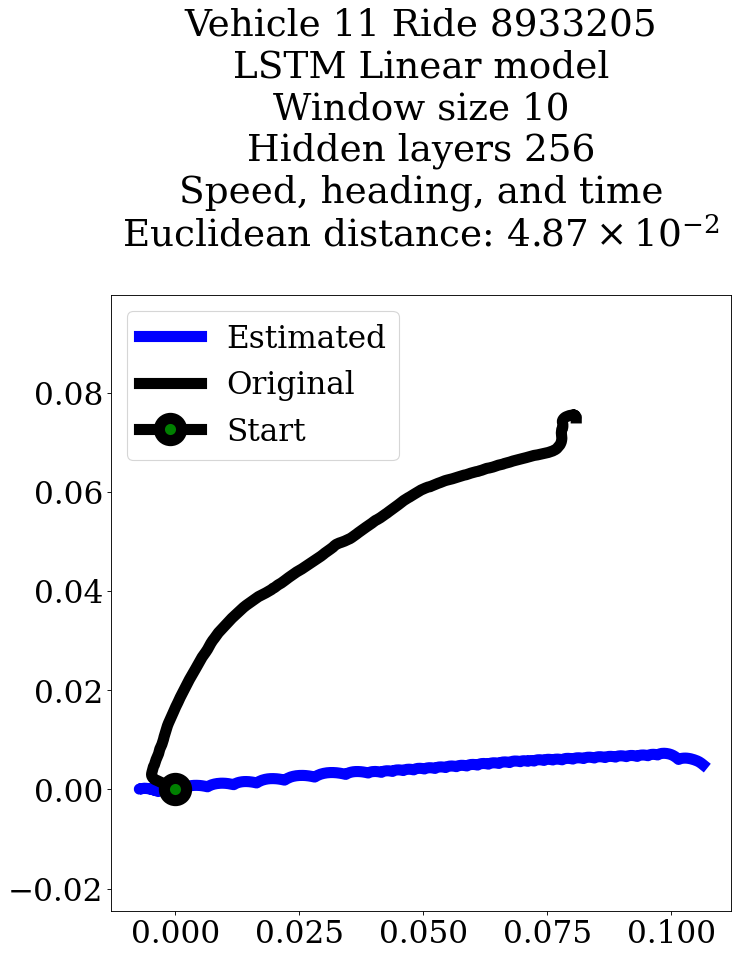 Vehicle 11 Ride 8933205
LSTM Linear model
Window size 10
Hidden layers 256
Speed, heading, and time
Euclidean distance: 4.87 × 10⁻²
Estimated
Original
Start
0.08
0.06
0.04
0.02
0.00
−0.02
0.000 0.025 0.050 0.075 0.100